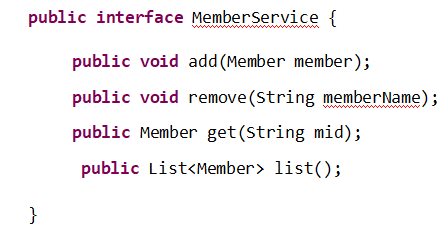 public interface MemberService {
public void add(Member member);
public void remove(String memberName);
public Member get(String mid);
public List<Member> list();
}